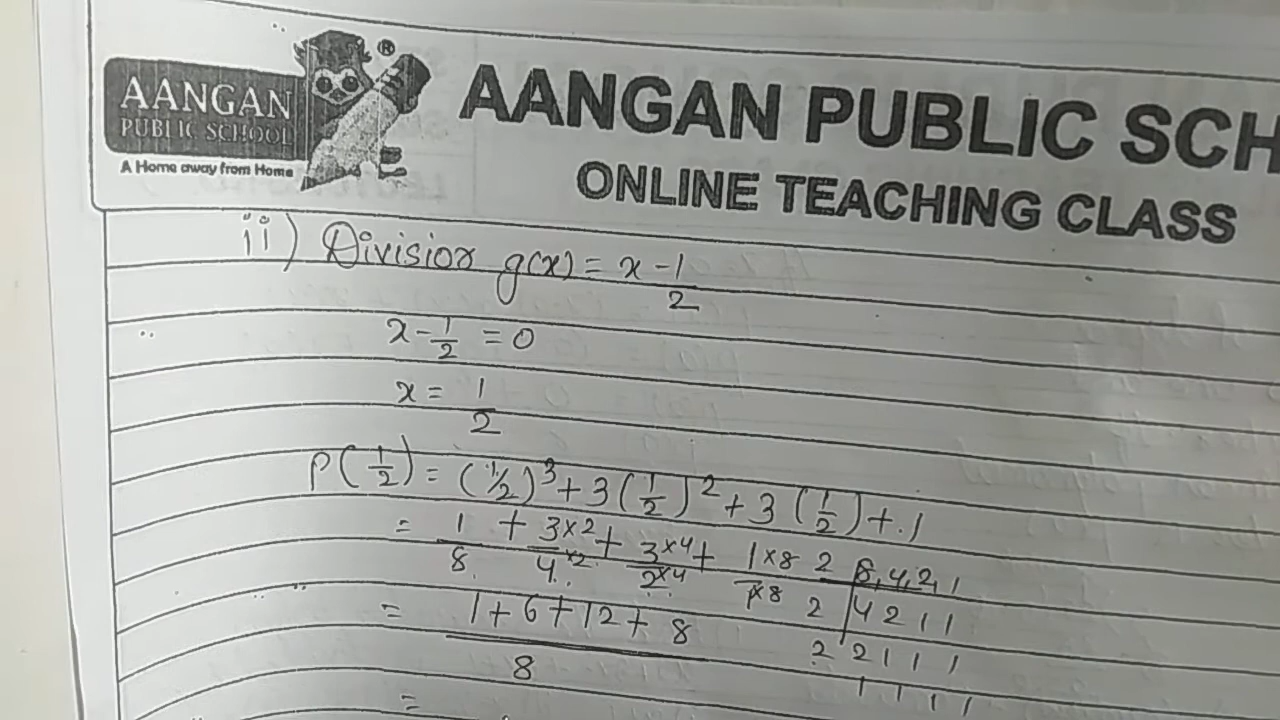 AANGAN
PUBLIC SCHOOL
A Home away from Home
®
AANGAN PUBLIC SCH
ONLINE TEACHING CLASS
ii) Division g(x) = x - 1/2
x - 1/2 = 0
x = 1/2
P(1/2) = (1/2)³ + 3(1/2)² + 3(1/2) + 1
= 1/8 + 3×2/4×2 + 3×4/2×4 + 1×8/1×8
= 1+6+12+8/8
=
2 | 8,4,2,1
2 | 4 2 1 1
2 2 1 1 1
1 1 1 1